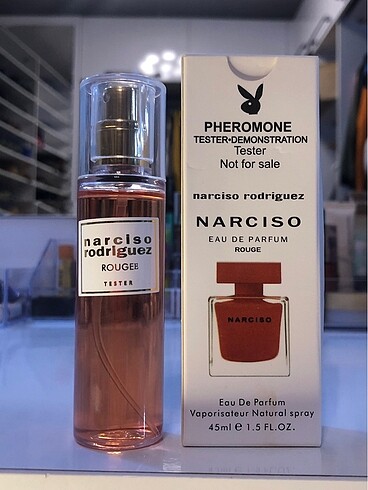 narciso
rodriguez
ROUGEB
TESTER
PHEROMONE
TESTER-DEMONSTRATION
Tester
Not for sale
narciso rodriguez
NARCISO
EAU DE PARFUM
ROUGE
NARCISO
Eau De Parfum
Vaporisateur Natural spray
45ml e 1.5 FL.OZ.